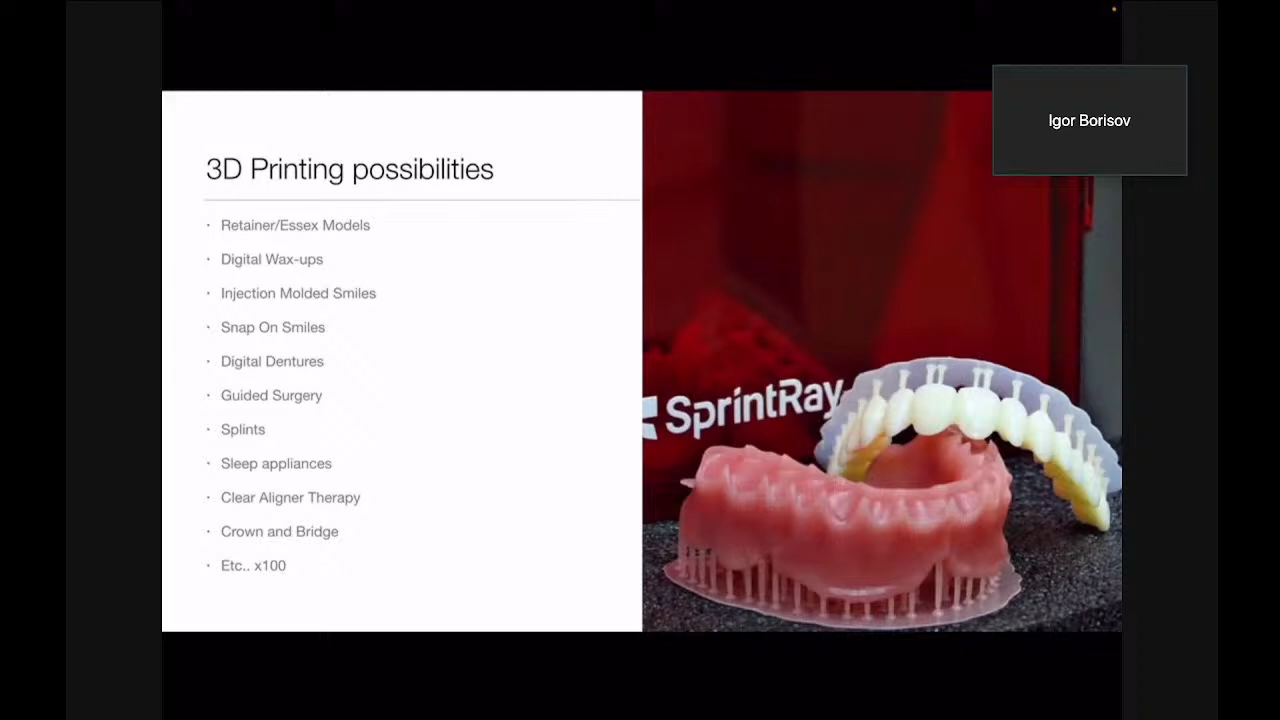 Igor Borisov
3D Printing possibilities
· Retainer/Essex Models
· Digital Wax-ups
· Injection Molded Smiles
· Snap On Smiles
· Digital Dentures
· Guided Surgery
· Splints
· Sleep appliances
· Clear Aligner Therapy
· Crown and Bridge
· Etc.. x100
SprintRay